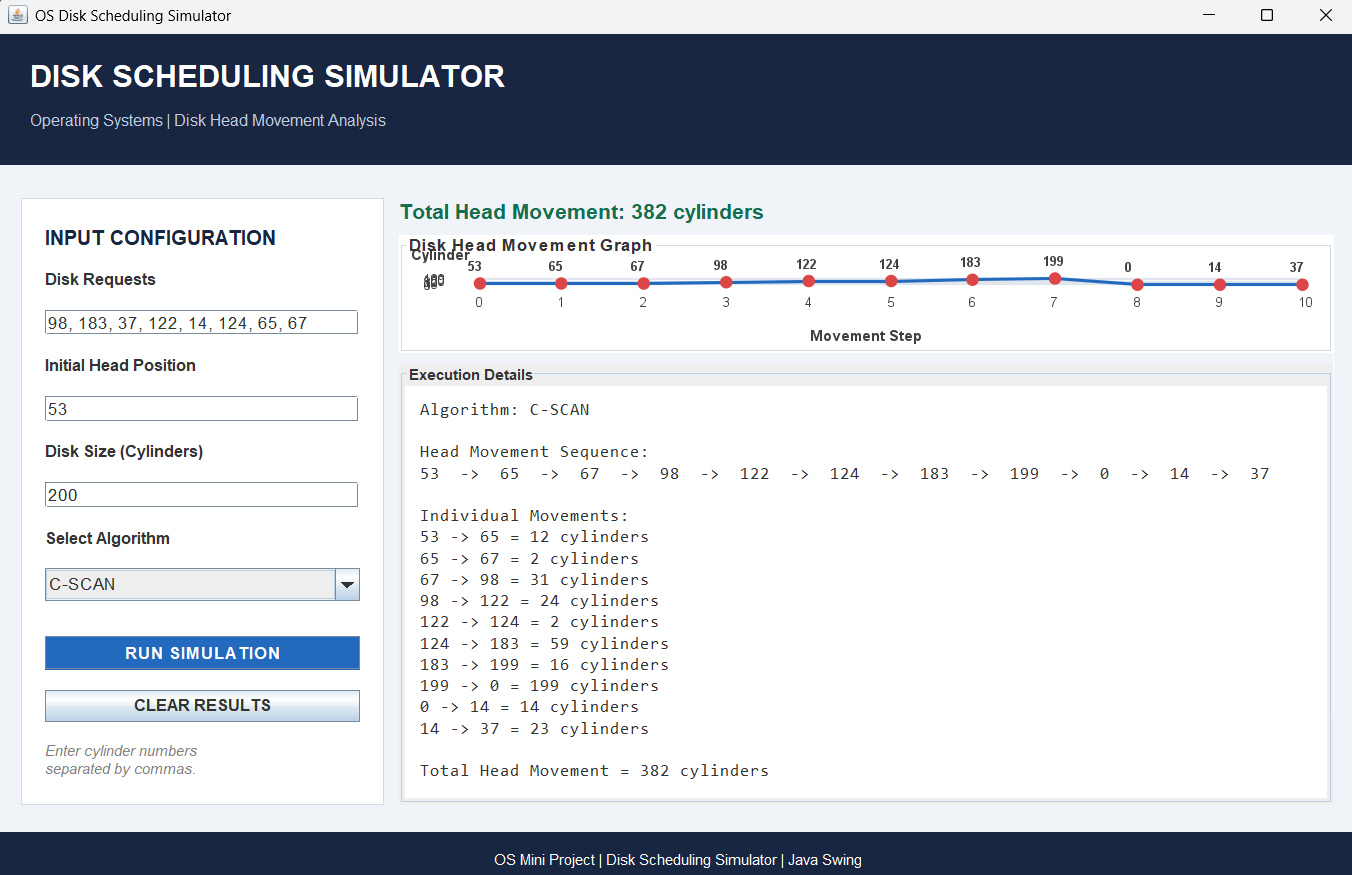 OS Disk Scheduling Simulator
DISK SCHEDULING SIMULATOR
Operating Systems | Disk Head Movement Analysis
INPUT CONFIGURATION
Disk Requests
98, 183, 37, 122, 14, 124, 65, 67
Initial Head Position
53
Disk Size (Cylinders)
200
Select Algorithm
C-SCAN
RUN SIMULATION
CLEAR RESULTS
Enter cylinder numbers
separated by commas.
Total Head Movement: 382 cylinders
Disk Head Movement Graph
Cylinder
53 65 67 98 122 124 183 199 0 14 37
0 1 2 3 4 5 6 7 8 9 10
Movement Step
Execution Details
Algorithm: C-SCAN
Head Movement Sequence:
53 -> 65 -> 67 -> 98 -> 122 -> 124 -> 183 -> 199 -> 0 -> 14 -> 37
Individual Movements:
53 -> 65 = 12 cylinders
65 -> 67 = 2 cylinders
67 -> 98 = 31 cylinders
98 -> 122 = 24 cylinders
122 -> 124 = 2 cylinders
124 -> 183 = 59 cylinders
183 -> 199 = 16 cylinders
199 -> 0 = 199 cylinders
0 -> 14 = 14 cylinders
14 -> 37 = 23 cylinders
Total Head Movement = 382 cylinders
OS Mini Project | Disk Scheduling Simulator | Java Swing